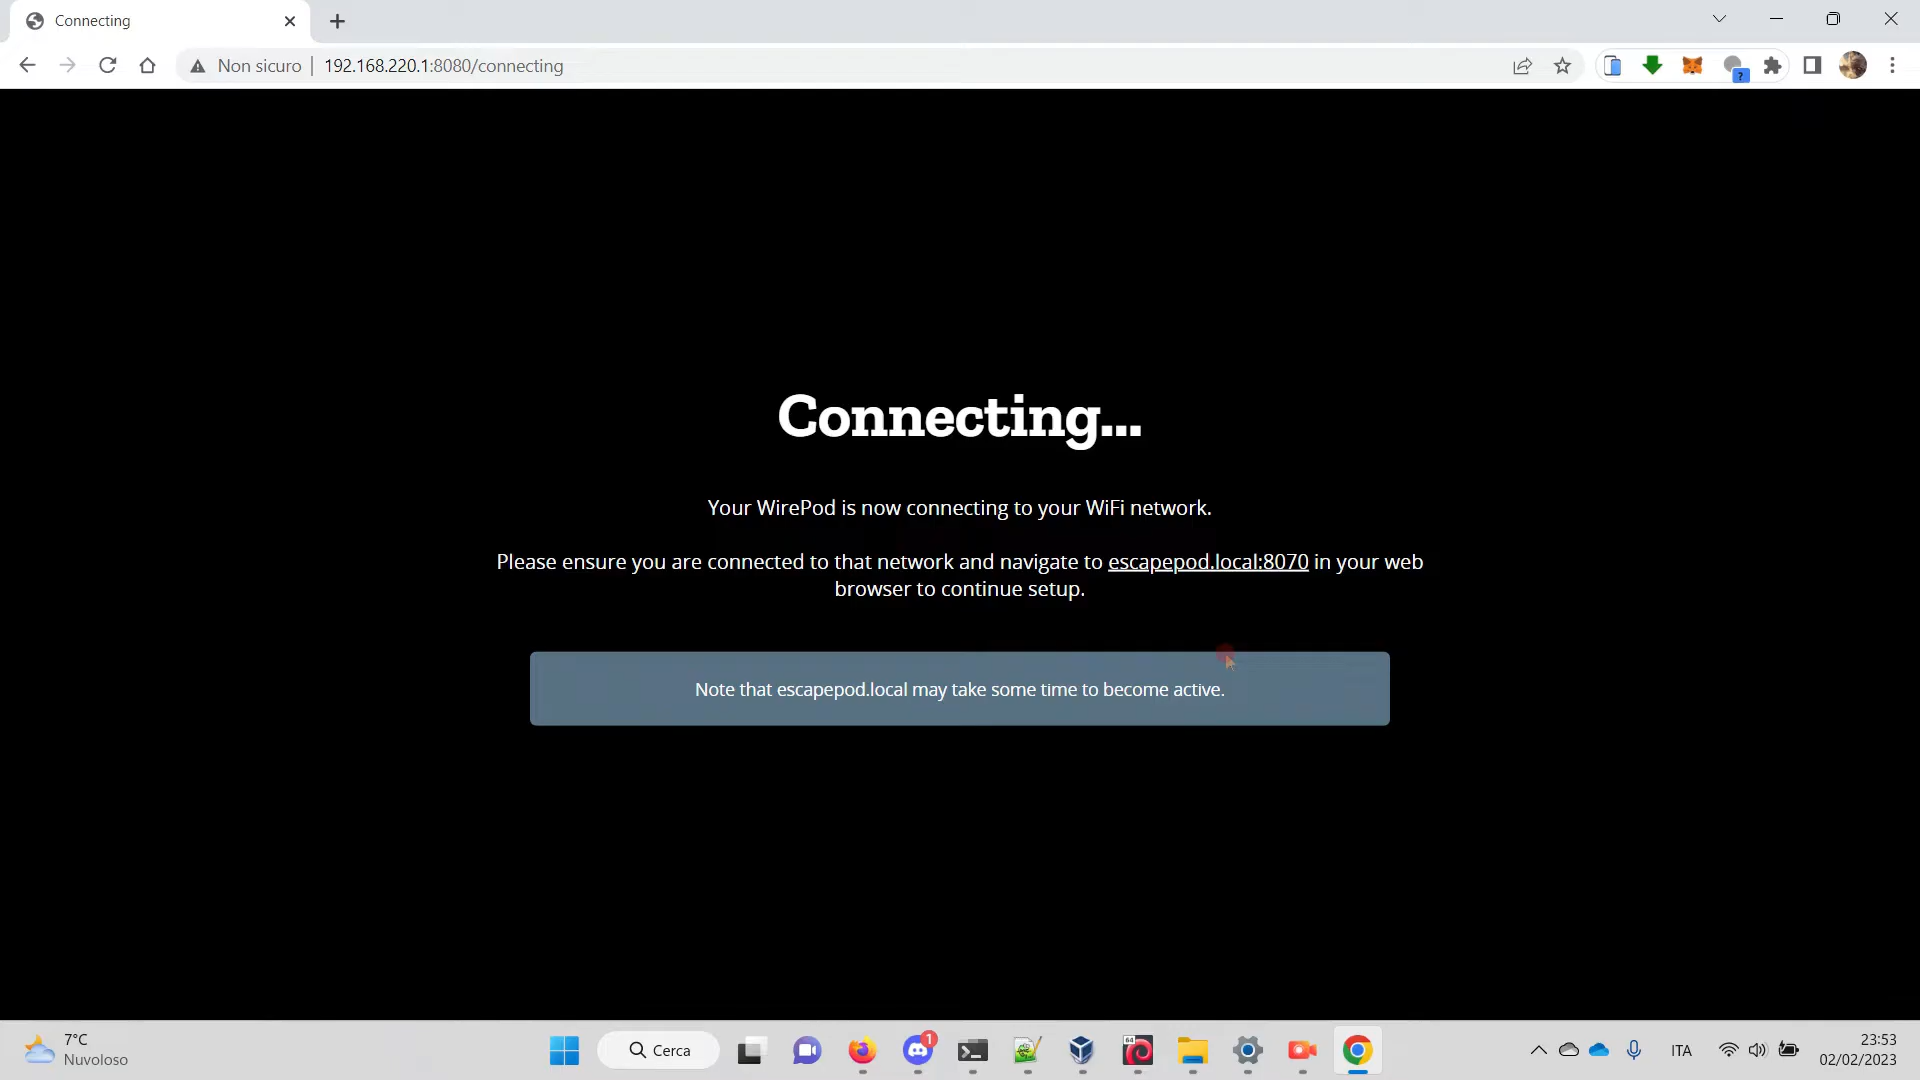 Connecting
Non sicuro
192.168.220.1:8080/connecting
?
Connecting...
Your WirePod is now connecting to your WiFi network.
Please ensure you are connected to that network and navigate to escapepod.local:8070 in your web
browser to continue setup.
Note that escapepod.local may take some time to become active.
7°C
Nuvoloso
Cerca
1
64
ITA
23:53
02/02/2023